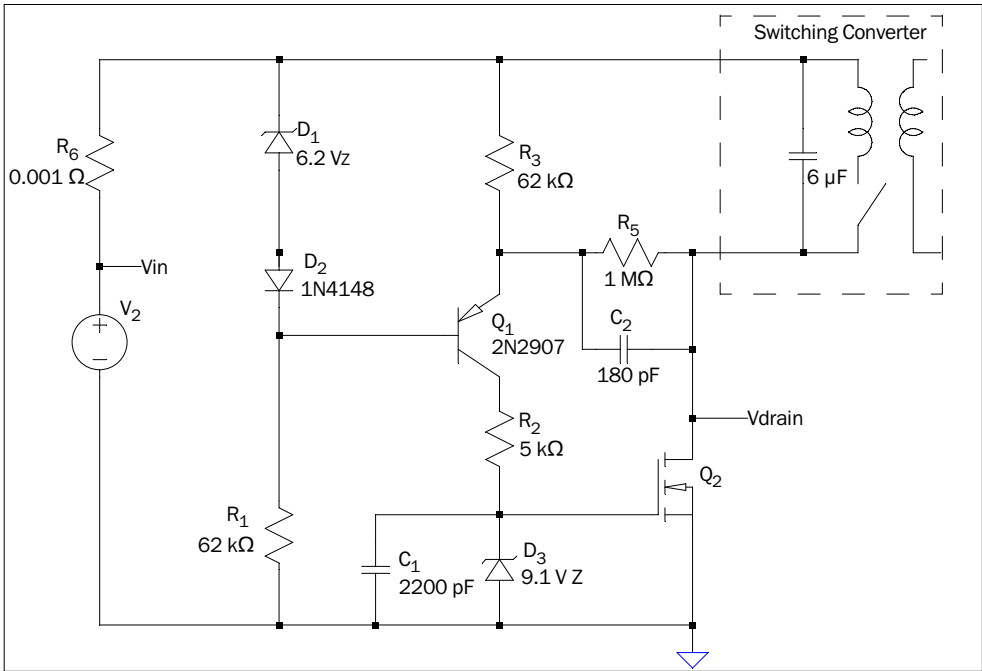 Switching Converter
D₁
6.2 Vz
R₆
0.001 Ω
R₃
62 kΩ
6 µF
R₅
1 MΩ
Vin
D₂
1N4148
V₂
Q₁
2N2907
C₂
180 pF
Vdrain
R₂
5 kΩ
Q₂
R₁
62 kΩ
C₁
2200 pF
D₃
9.1 V Z